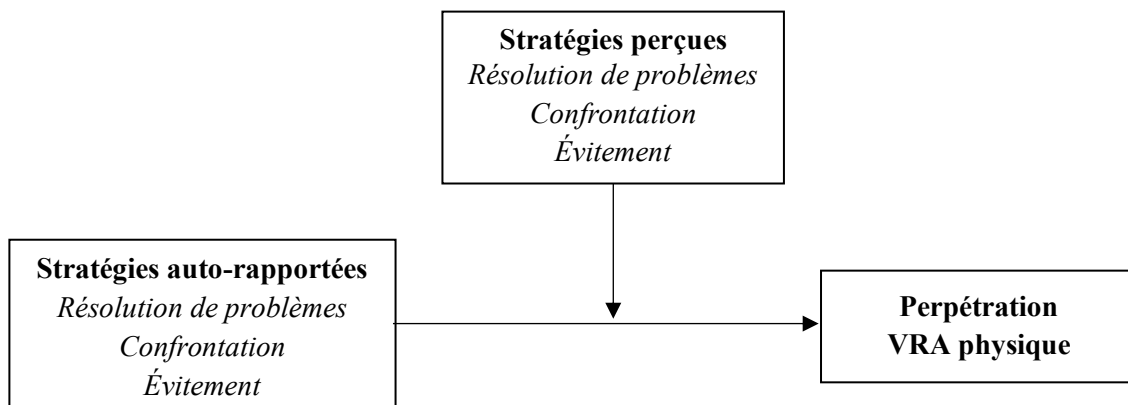 Stratégies perçues
Résolution de problèmes
Confrontation
Évitement
Stratégies auto-rapportées
Résolution de problèmes
Confrontation
Évitement
Perpétration
VRA physique